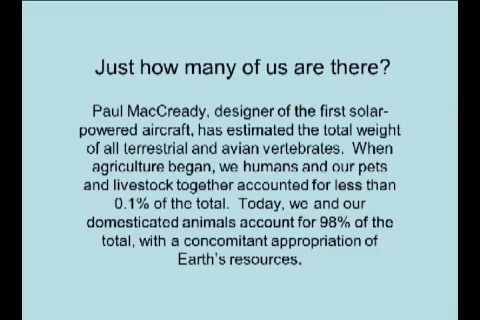 Just how many of us are there?
Paul MacCready, designer of the first solar-
powered aircraft, has estimated the total weight
of all terrestrial and avian vertebrates.  When
agriculture began, we humans and our pets
and livestock together accounted for less than
0.1% of the total.  Today, we and our
domesticated animals account for 98% of the
total, with a concomitant appropriation of
Earth's resources.